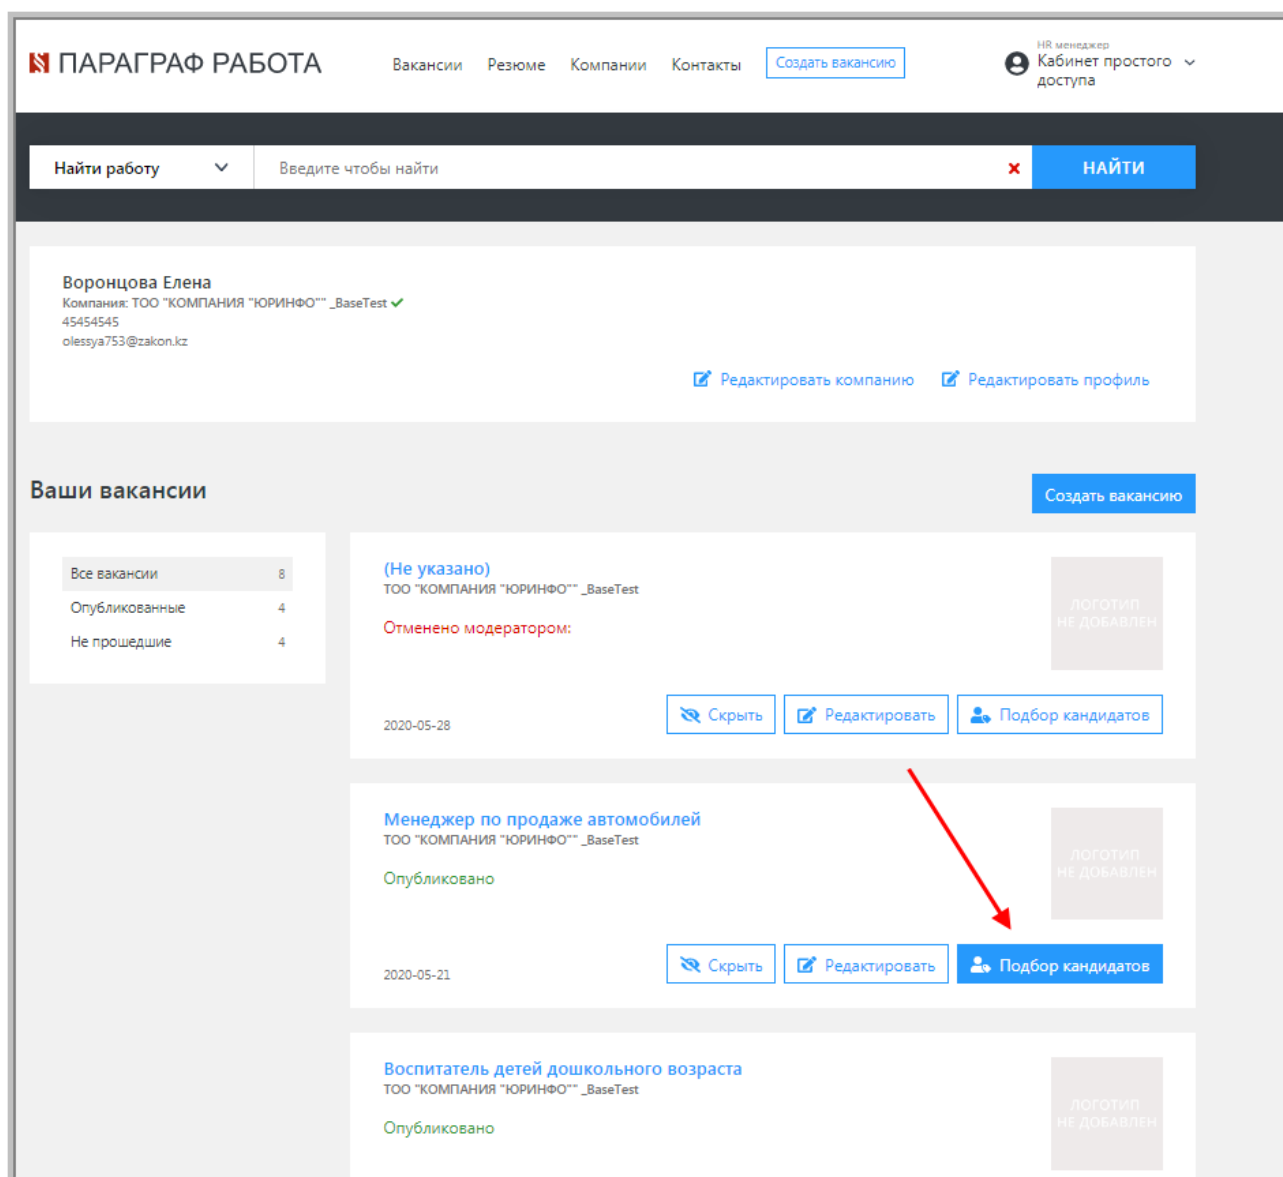 ПАРАГРАФ РАБОТА
Вакансии Резюме Компании Контакты Создать вакансию
HR менеджер
Кабинет простого
доступа
Найти работу Введите чтобы найти НАЙТИ
Воронцова Елена
Компания: ТОО "КОМПАНИЯ "ЮРИНФО"" _BaseTest
45454545
olessya753@zakon.kz
Редактировать компанию Редактировать профиль
Ваши вакансии
Создать вакансию
Все вакансии 8
Опубликованные 4
Не прошедшие 4
(Не указано)
ТОО "КОМПАНИЯ "ЮРИНФО"" _BaseTest
Отменено модератором:
ЛОГОТИП
НЕ ДОБАВЛЕН
2020-05-28
Скрыть Редактировать Подбор кандидатов
Менеджер по продаже автомобилей
ТОО "КОМПАНИЯ "ЮРИНФО"" _BaseTest
Опубликовано
ЛОГОТИП
НЕ ДОБАВЛЕН
2020-05-21
Скрыть Редактировать Подбор кандидатов
Воспитатель детей дошкольного возраста
ТОО "КОМПАНИЯ "ЮРИНФО"" _BaseTest
Опубликовано
ЛОГОТИП
НЕ ДОБАВЛЕН